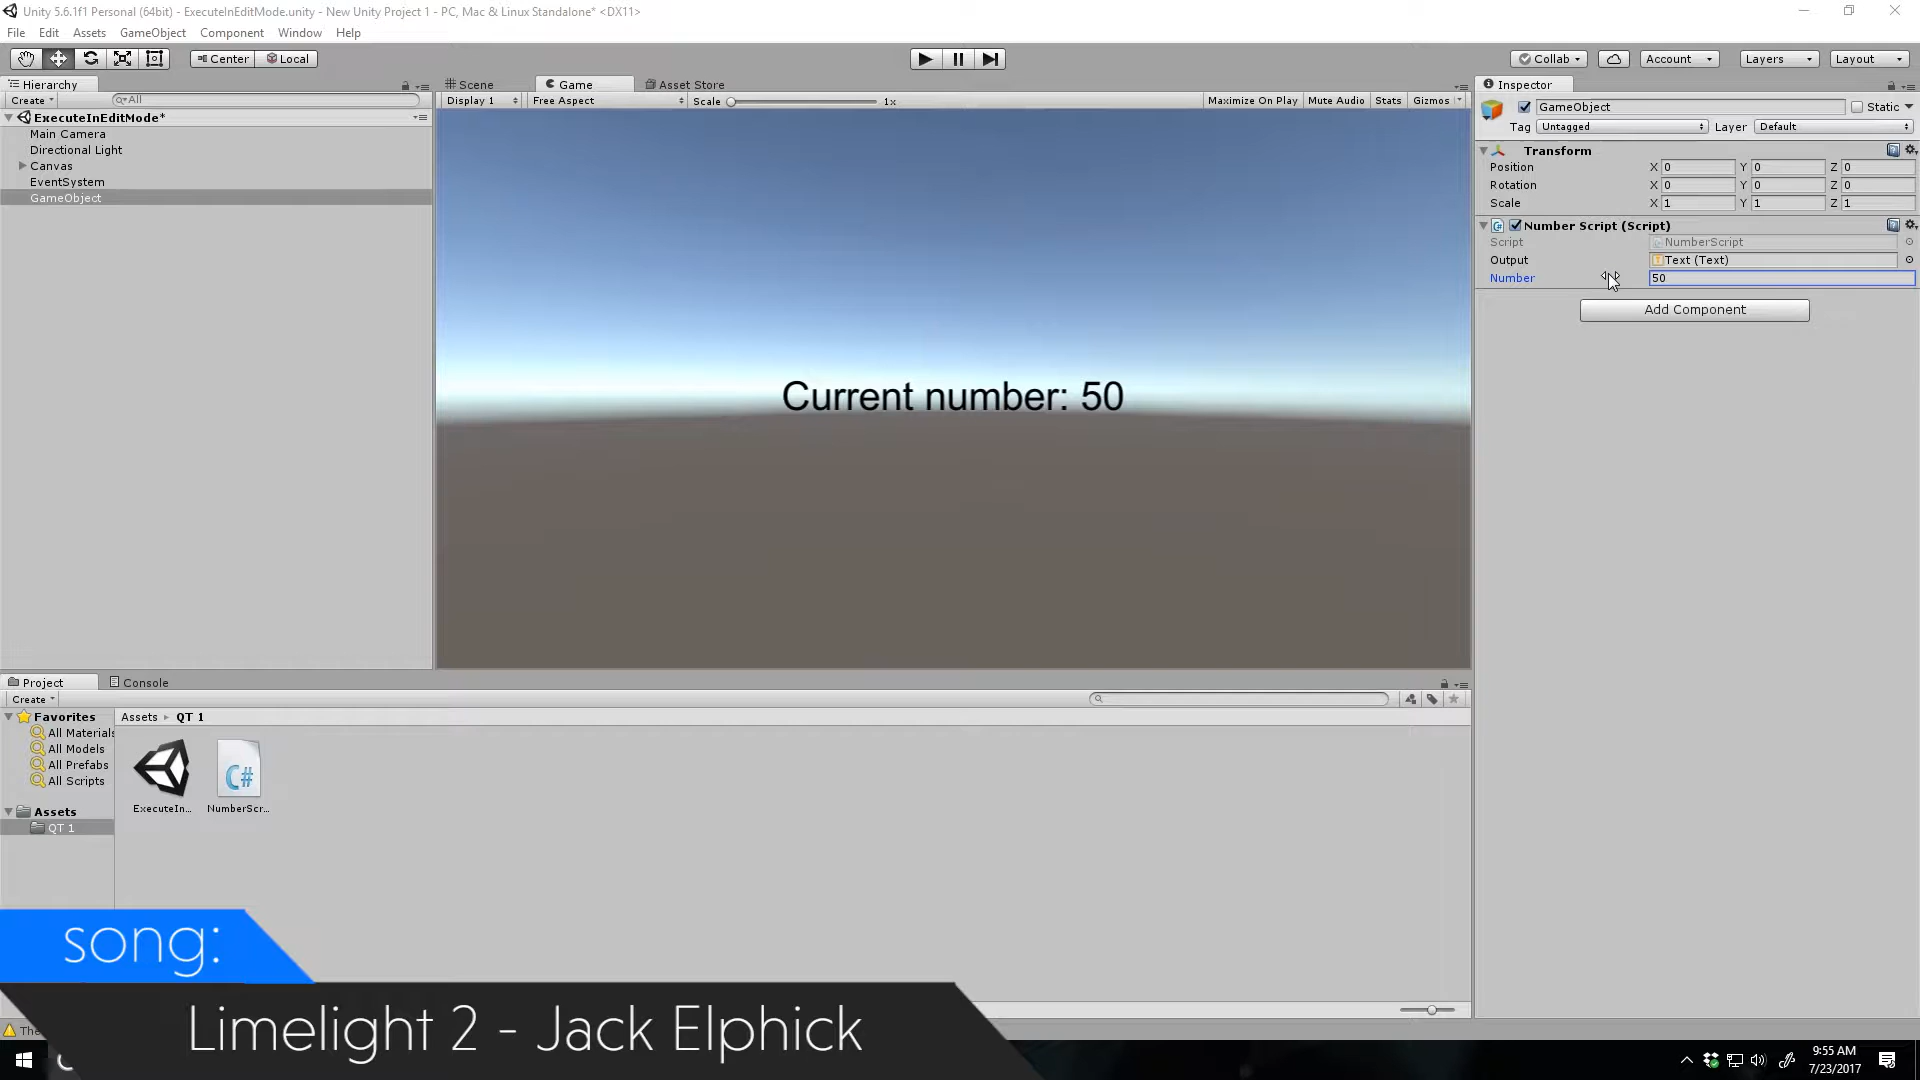 Unity 5.6.1f1 Personal (64bit) - ExecuteInEditMode.unity - New Unity Project 1 - PC, Mac & Linux Standalone* <DX11>
File Edit Assets GameObject Component Window Help
Center Local Collab Account Layers Layout
Hierarchy
Create All
ExecuteInEditMode*
Main Camera
Directional Light
Canvas
EventSystem
GameObject
Scene Game Asset Store
Display 1 Free Aspect Scale 1x Maximize On Play Mute Audio Stats Gizmos
Current number: 50
Inspector
GameObject Static
Tag Untagged Layer Default
Transform
Position X 0 Y 0 Z 0
Rotation X 0 Y 0 Z 0
Scale X 1 Y 1 Z 1
C# Number Script (Script)
Script NumberScript
Output Text (Text)
Number 50
Add Component
Project Console
Create
Favorites
All Materials
All Models
All Prefabs
All Scripts
Assets
QT 1
Assets QT 1
C#
ExecuteIn... NumberScr...
The
song:
Limelight 2 - Jack Elphick
9:55 AM
7/23/2017